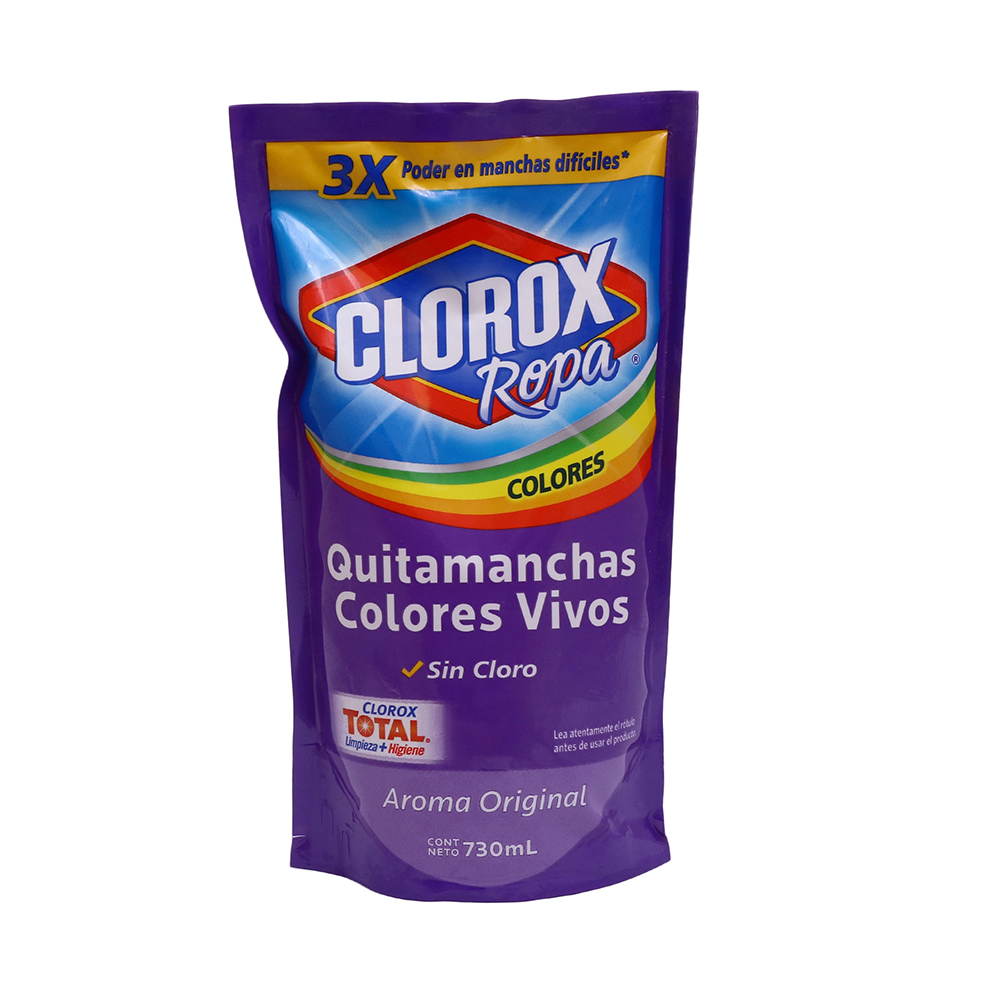 3X Poder en manchas difíciles*
CLOROX
Ropa®
COLORES
Quitamanchas
Colores Vivos
✓ Sin Cloro
CLOROX
TOTAL®
Limpieza + Higiene
Lea atentamente el rótulo
antes de usar el producto
Aroma Original
CONT
NETO 730mL